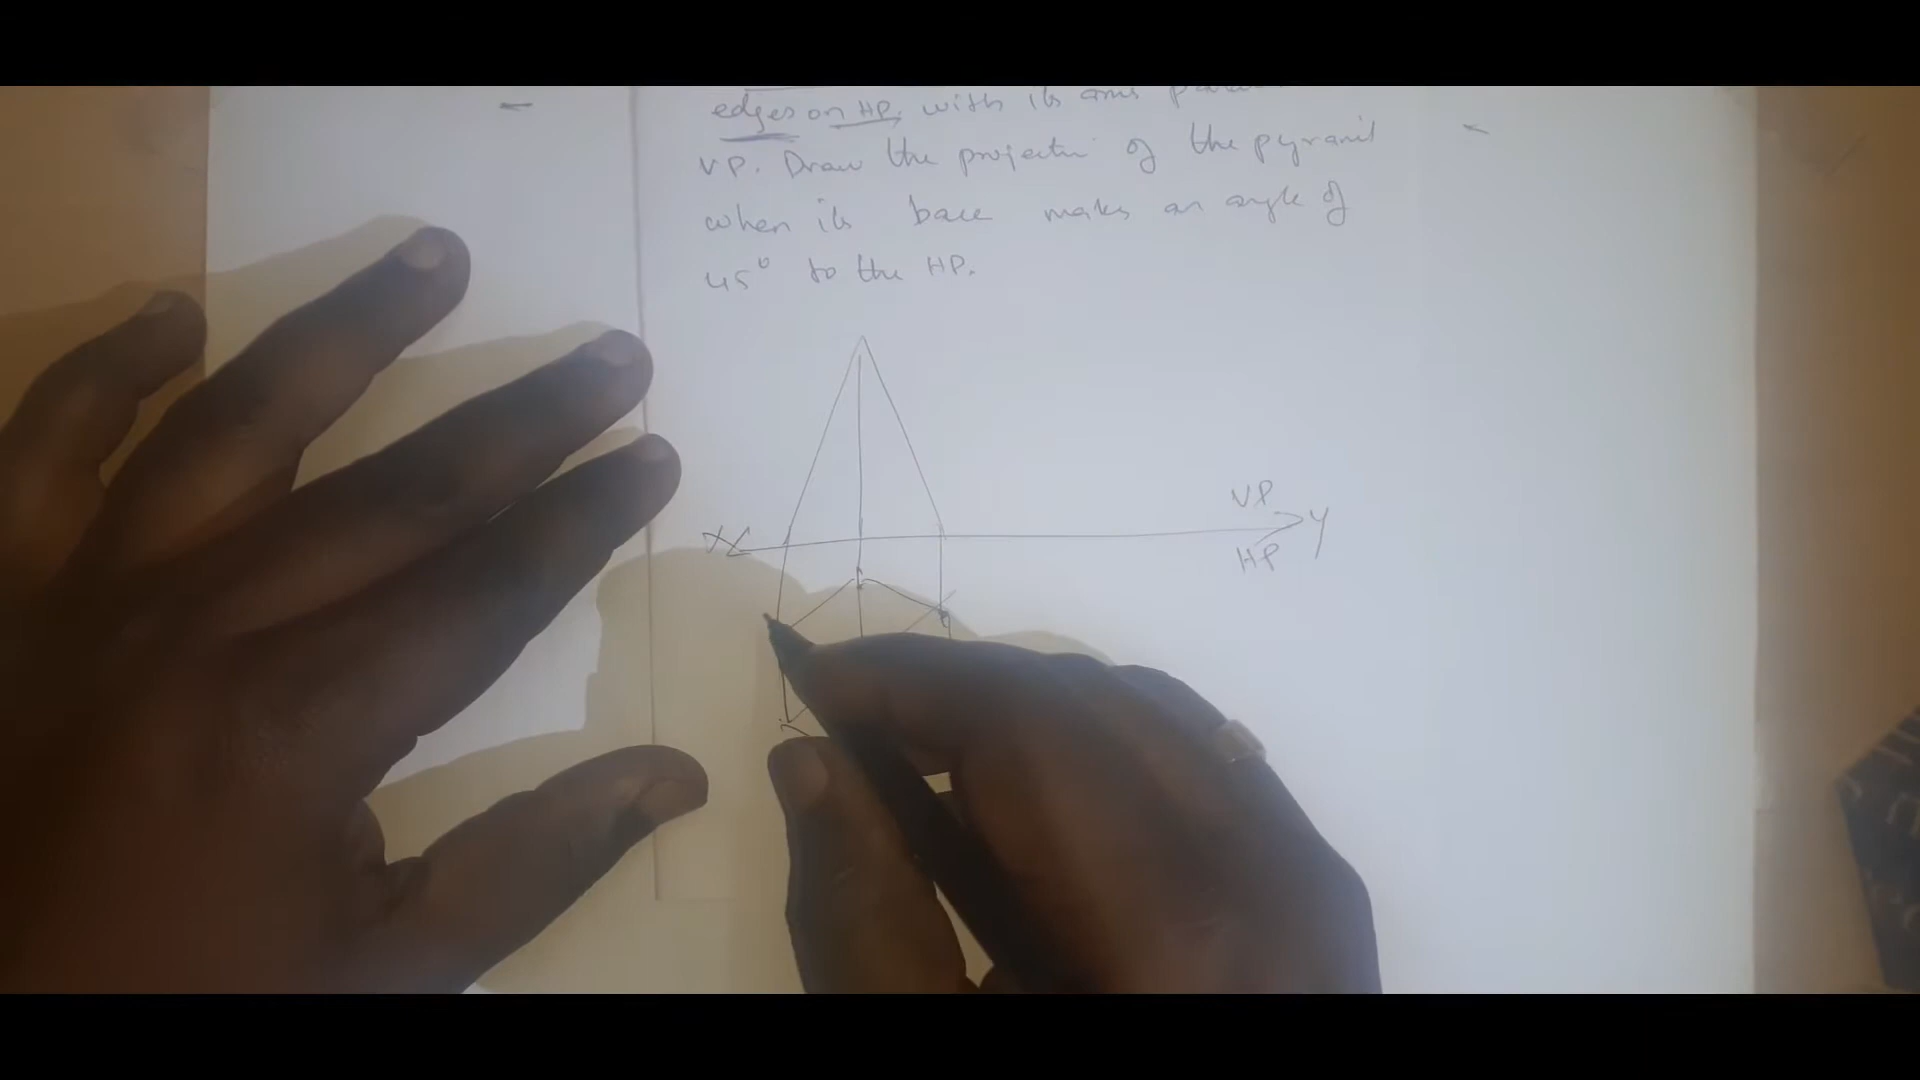 edges on HP. with its
VP. Draw the projectn of the pyramid
when its base makes an angle of
45° to the HP.
VP
X Y
HP